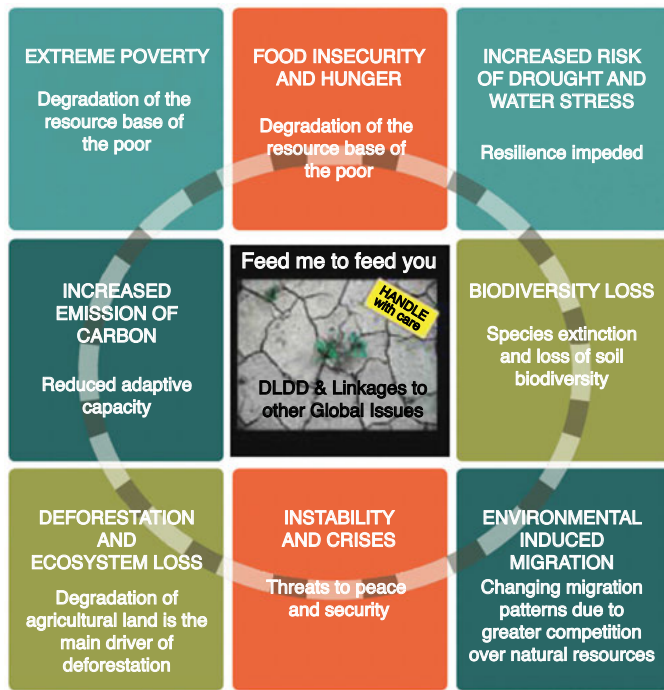 EXTREME POVERTY
Degradation of the
resource base of
the poor
FOOD INSECURITY
AND HUNGER
Degradation of the
resource base of
the poor
INCREASED RISK
OF DROUGHT AND
WATER STRESS
Resilience impeded
INCREASED
EMISSION OF
CARBON
Reduced adaptive
capacity
Feed me to feed you
HANDLE
with care
DLDD & Linkages to
other Global Issues
BIODIVERSITY LOSS
Species extinction
and loss of soil
biodiversity
DEFORESTATION
AND
ECOSYSTEM LOSS
Degradation of
agricultural land is the
main driver of
deforestation
INSTABILITY
AND CRISES
Threats to peace
and security
ENVIRONMENTAL
INDUCED
MIGRATION
Changing migration
patterns due to
greater competition
over natural resources